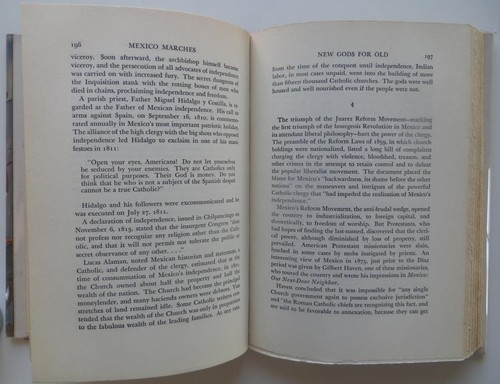 196 MEXICO MARCHES
viceroy. Soon afterward, the archbishop himself became
viceroy, and the persecution of all advocates of independence
was carried on with increased fury. The secret dungeons of
the Inquisition stank with the rotting bones of men who
died in chains, proclaiming independence and freedom.
A parish priest, Father Miguel Hidalgo y Costilla, is re-
garded as the Father of Mexican independence. His call to
arms against Spain, on September 16, 1810, is commemo-
rated annually in Mexico's most important patriotic holiday.
The alliance of the high clergy with the big shots who opposed
independence led Hidalgo to exclaim in one of his mani-
festoes in 1811:
"Open your eyes, Americans! Do not let yourselves
be seduced by your enemies. They are Catholics only
for political purposes. Their God is money. Do you
think that he who is not a subject of the Spanish despot
cannot be a true Catholic?"
Hidalgo and his followers were excommunicated and he
was executed on July 27, 1811.
A declaration of independence, issued in Chilpancingo on
November 6, 1813, stated that the insurgent Congress "does
not profess nor recognize any religion other than the Cath-
olic, and that it will not permit nor tolerate the public or
secret observance of any other. . . ."
Lucas Alaman, noted Mexican historian and statesman, a
Catholic, and defender of the clergy, estimated that at the
time of consummation of Mexico's independence, in 1821,
the Church owned about half the property and half the
wealth of the nation. The Church had become the principal
moneylender, and many hacienda owners were debtors. Vast
stretches of land remained idle. Some Catholic writers con-
tend that the wealth of the Church was only in proportion
to the fabulous wealth of the leading families. At any rate,
NEW GODS FOR OLD 197
from the time of the conquest until independence, Indian
labor, in most cases unpaid, went into the building of more
than fifteen thousand Catholic churches. The gods were well
housed and well nourished even if the people were not.
4
The triumph of the Juarez Reform Movement—marking
the first triumph of the bourgeois Revolution in Mexico and
its attendant liberal philosophy—hurt the power of the clergy.
The preamble of the Reform Laws of 1859, in which church
holdings were nationalized, listed a long bill of complaints
charging the clergy with violence, bloodshed, treason, and
other crimes in the attempt to retain control and to defeat
the popular liberalist movement. The document placed the
blame for Mexico's "backwardness, its shame before the other
nations" on the maneuvers and intrigues of the powerful
Catholic clergy that "had impeded the realization of Mexico's
independence."
Mexico's Reform Movement, the anti-feudal wedge, opened
the country to industrialization, to foreign capital, and
theoretically, to freedom of worship. But Protestants, who
had hopes of finding the land free, discovered that the cleri-
cal power, although diminished by loss of property, still
prevailed. American Protestant missionaries were slain,
lynched in some cases by mobs instigated by priests. An
interesting view of Mexico in 1875, prior to the Diaz
period was given by Gilbert Haven, one of these missionaries,
who toured the country and wrote his impressions in Mexico:
Our Next-Door Neighbor.
Haven concluded that it was impossible for "any single
Church government again to possess exclusive jurisdiction"
and that "the Roman Catholic chiefs are recognizing this fact, and
are said to be favorable to annexation, because they can get